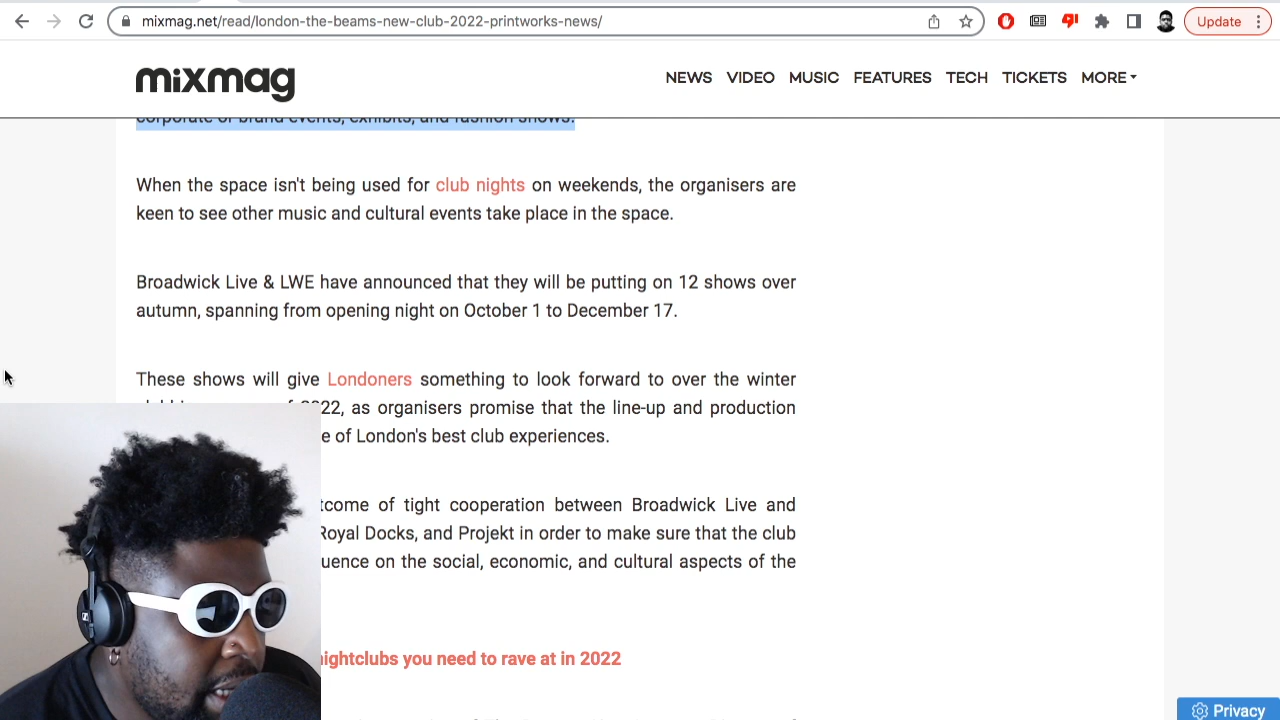 mixmag.net/read/london-the-beams-new-club-2022-printworks-news/
Update
mixmag
NEWS VIDEO MUSIC FEATURES TECH TICKETS MORE
corporate or brand events, exhibits, and fashion shows.
When the space isn't being used for club nights on weekends, the organisers are
keen to see other music and cultural events take place in the space.
Broadwick Live & LWE have announced that they will be putting on 12 shows over
autumn, spanning from opening night on October 1 to December 17.
These shows will give Londoners something to look forward to over the winter
22, as organisers promise that the line-up and production
e of London's best club experiences.
tcome of tight cooperation between Broadwick Live and
Royal Docks, and Projekt in order to make sure that the club
uence on the social, economic, and cultural aspects of the
nightclubs you need to rave at in 2022
Privacy